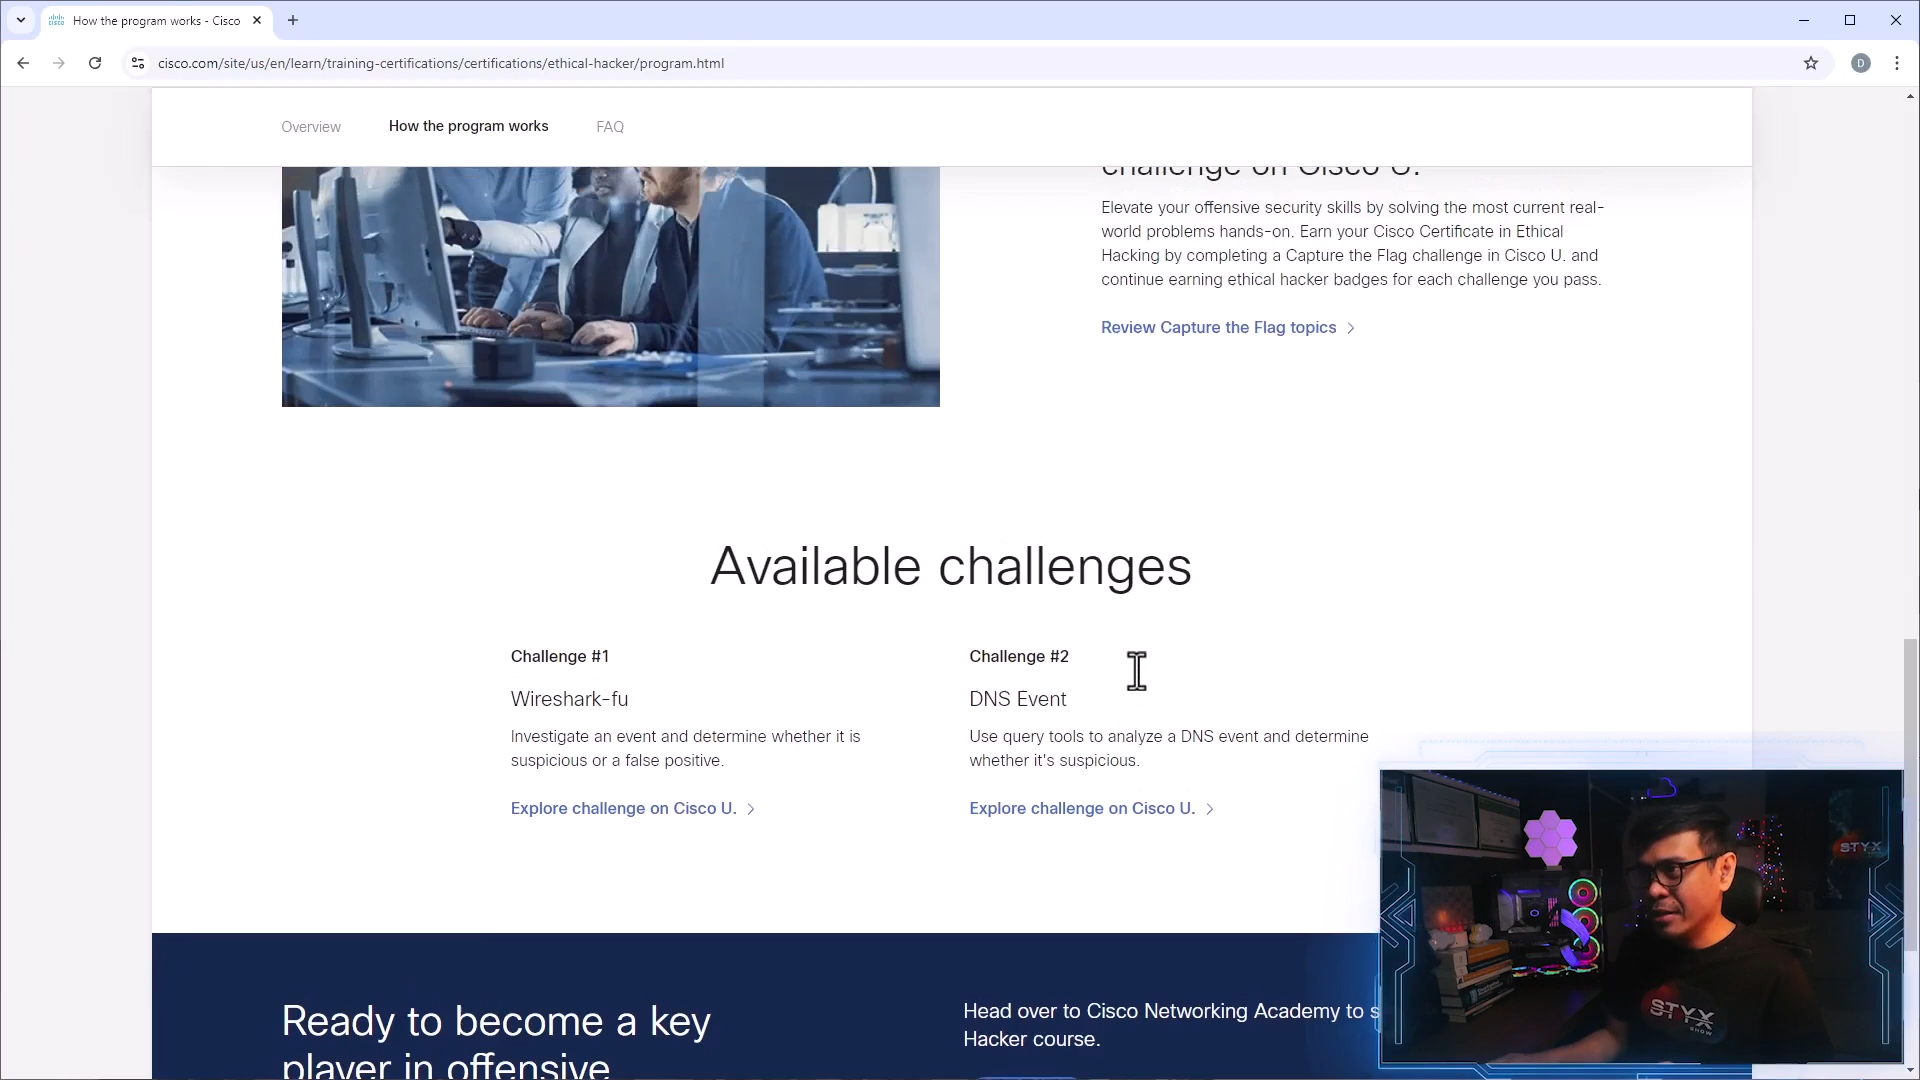 How the program works - Cisco
cisco.com/site/us/en/learn/training-certifications/certifications/ethical-hacker/program.html
D
Overview
How the program works
FAQ
challenge on Cisco U.
Elevate your offensive security skills by solving the most current real-
world problems hands-on. Earn your Cisco Certificate in Ethical
Hacking by completing a Capture the Flag challenge in Cisco U. and
continue earning ethical hacker badges for each challenge you pass.
Review Capture the Flag topics
Available challenges
Challenge #1
Wireshark-fu
Investigate an event and determine whether it is
suspicious or a false positive.
Explore challenge on Cisco U.
Challenge #2
DNS Event
Use query tools to analyze a DNS event and determine
whether it's suspicious.
Explore challenge on Cisco U.
Ready to become a key
player in offensive
Head over to Cisco Networking Academy to s
Hacker course.
STYX
STYX
SHOW